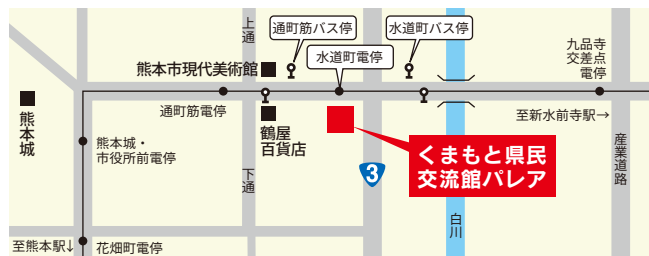 上通
通町筋バス停
水道町バス停
熊本市現代美術館
水道町電停
九品寺
交差点
電停
熊本城
通町筋電停
鶴屋
百貨店
至新水前寺駅→
熊本城・
市役所前電停
下通
3
くまもと県民
交流館パレア
産業道路
白川
至熊本駅↓
花畑町電停